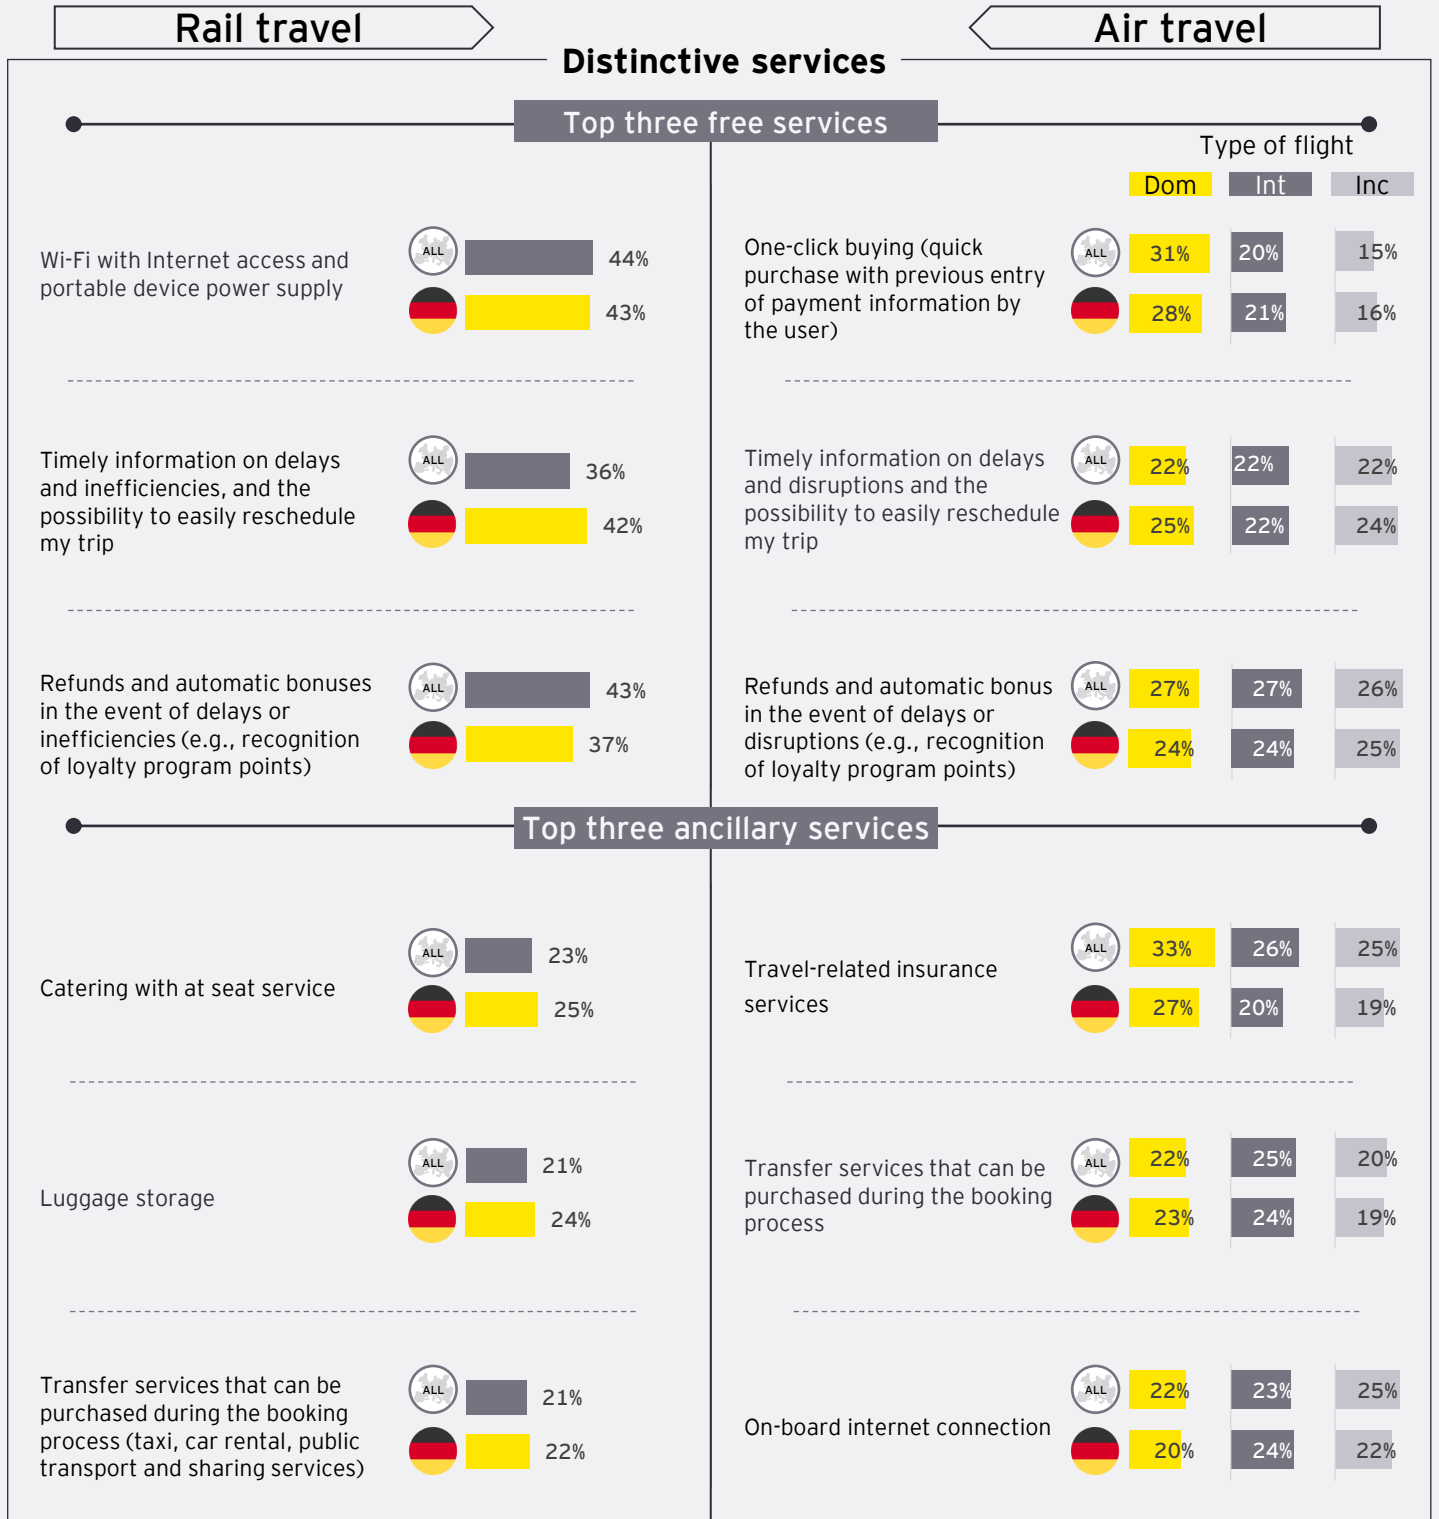 Rail travel
Air travel
Distinctive services
Top three free services
Type of flight
Dom
Int
Inc
Wi-Fi with Internet access and
portable device power supply
ALL
44%
43%
One-click buying (quick
purchase with previous entry
of payment information by
the user)
ALL
31%
20%
15%
28%
21%
16%
Timely information on delays
and inefficiencies, and the
possibility to easily reschedule
my trip
ALL
36%
42%
Timely information on delays
and disruptions and the
possibility to easily reschedule
my trip
ALL
22%
22%
22%
25%
22%
24%
Refunds and automatic bonuses
in the event of delays or
inefficiencies (e.g., recognition
of loyalty program points)
ALL
43%
37%
Refunds and automatic bonus
in the event of delays or
disruptions (e.g., recognition
of loyalty program points)
ALL
27%
27%
26%
24%
24%
25%
Top three ancillary services
Catering with at seat service
ALL
23%
25%
Travel-related insurance
services
ALL
33%
26%
25%
27%
20%
19%
Luggage storage
ALL
21%
24%
Transfer services that can be
purchased during the booking
process
ALL
22%
25%
20%
23%
24%
19%
Transfer services that can be
purchased during the booking
process (taxi, car rental, public
transport and sharing services)
ALL
21%
22%
On-board internet connection
ALL
22%
23%
25%
20%
24%
22%